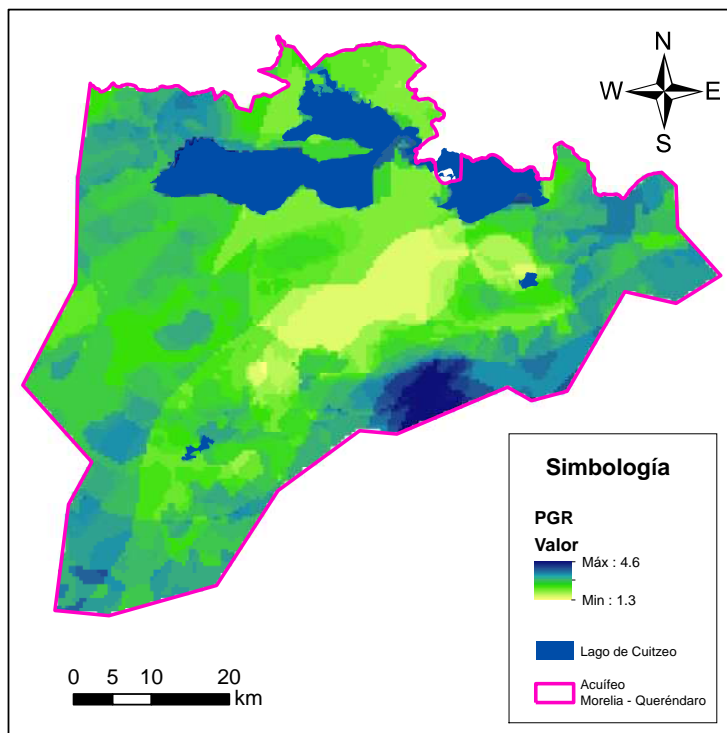 N
W E
S
Simbología
PGR
Valor
Máx : 4.6
Min : 1.3
Lago de Cuitzeo
Acuífeo
Morelia - Queréndaro
0 5 10 20
km